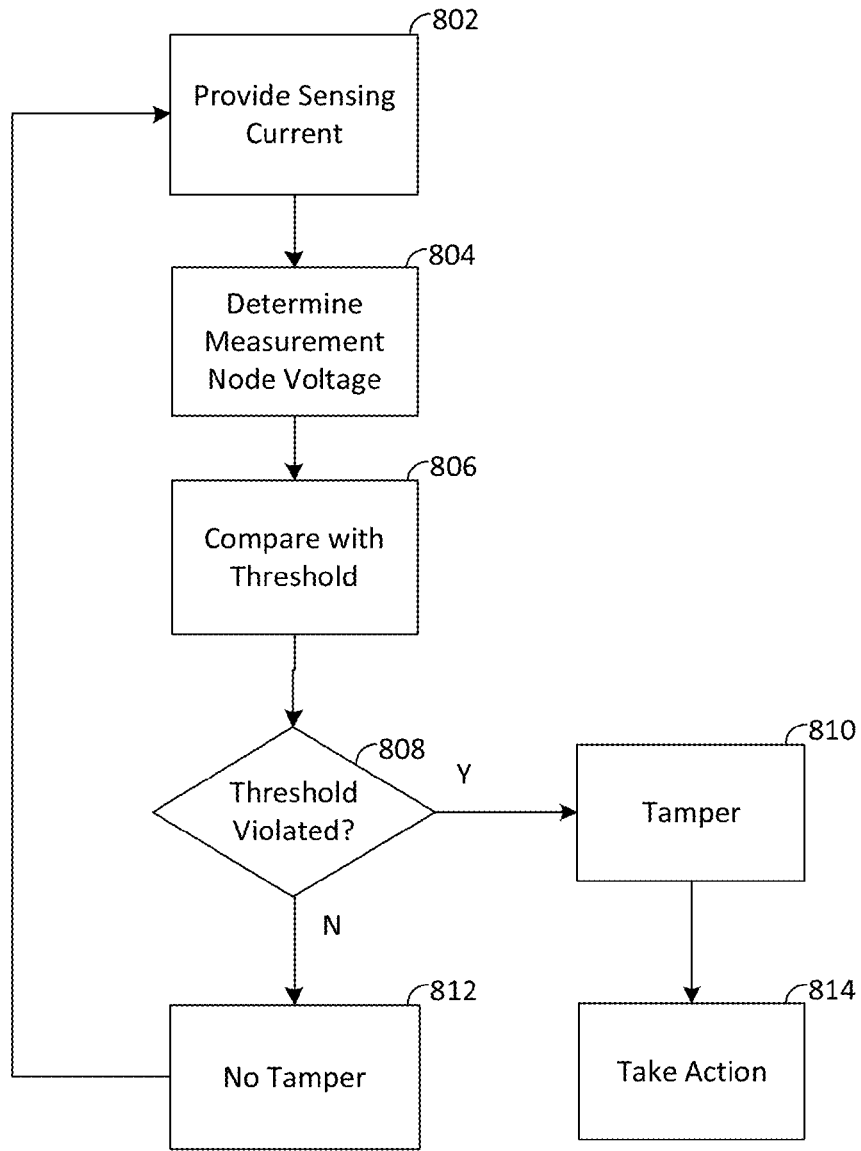 802
Provide Sensing
Current
804
Determine
Measurement
Node Voltage
806
Compare with
Threshold
808
Threshold
Violated?
Y
810
Tamper
N
812
No Tamper
814
Take Action